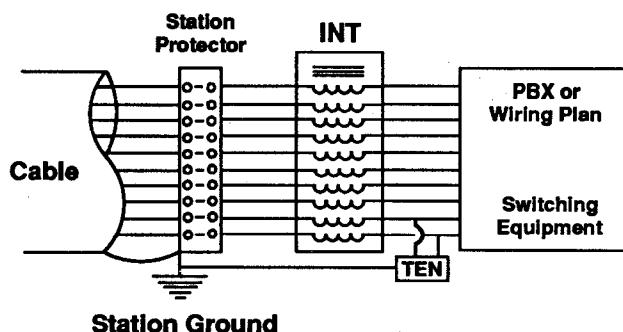 Station
Protector
INT
PBX or
Wiring Plan
Cable
Switching
Equipment
TEN
Station Ground